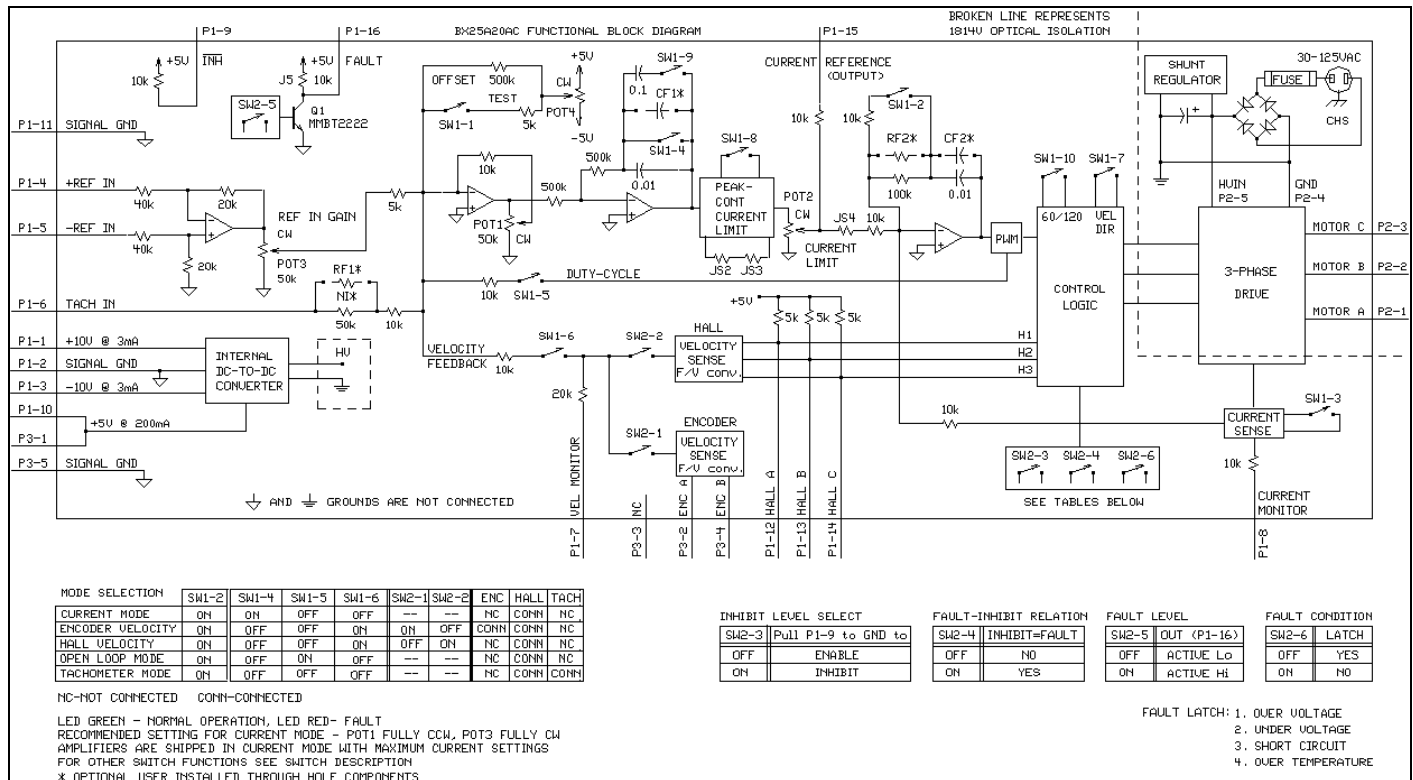 BX25A20AC FUNCTIONAL BLOCK DIAGRAM
BROKEN LINE REPRESENTS
1814V OPTICAL ISOLATION
P1-9
P1-16
P1-15
+5V
INH
10k
+5V
FAULT
J5
10k
SW2-5
Q1
MMBT2222
P1-11
SIGNAL GND
P1-4
+REF IN
40k
20k
P1-5
-REF IN
40k
20k
REF IN GAIN
CW
POT3
50k
5k
P1-6
TACH IN
RF1*
NI*
50k
10k
OFFSET
500k
TEST
SW1-1
5k
+5V
CW
POT4
-5V
10k
POT1
50k
CW
500k
500k
SW1-9
0.1
CF1*
SW1-4
0.01
SW1-8
PEAK-
CONT
CURRENT
LIMIT
JS2
JS3
CURRENT REFERENCE
(OUTPUT)
10k
POT2
CW
CURRENT
LIMIT
JS4
10k
SW1-2
10k
RF2*
CF2*
100k
0.01
PWM
SW1-10
SW1-7
60/120
VEL
DIR
CONTROL
LOGIC
SHUNT
REGULATOR
30-125VAC
FUSE
CHS
+
HVIN
P2-5
GND
P2-4
3-PHASE
DRIVE
MOTOR C
P2-3
MOTOR B
P2-2
MOTOR A
P2-1
10k
SW1-5
DUTY-CYCLE
P1-1
+10V @ 3mA
P1-2
SIGNAL GND
P1-3
-10V @ 3mA
P1-10
+5V @ 200mA
P3-1
P3-5
SIGNAL GND
INTERNAL
DC-TO-DC
CONVERTER
HV
VELOCITY
FEEDBACK
10k
SW1-6
SW2-2
HALL
VELOCITY
SENSE
F/V conv.
+5V
5k
5k
5k
H1
H2
H3
20k
SW2-1
ENCODER
VELOCITY
SENSE
F/V conv.
10k
CURRENT
SENSE
SW1-3
10k
CURRENT
MONITOR
SW2-3
SW2-4
SW2-6
SEE TABLES BELOW
AND
GROUNDS ARE NOT CONNECTED
P1-7 VEL MONITOR
P3-3 NC
P3-2 ENC A
P3-4 ENC B
P1-12 HALL A
P1-13 HALL B
P1-14 HALL C
P1-8
MODE SELECTION SW1-2 SW1-4 SW1-5 SW1-6 SW2-1 SW2-2 ENC HALL TACH
CURRENT MODE ON ON OFF OFF -- -- NC CONN NC
ENCODER VELOCITY ON OFF OFF ON ON OFF CONN CONN NC
HALL VELOCITY ON OFF OFF ON OFF ON NC CONN NC
OPEN LOOP MODE ON OFF ON OFF -- -- NC CONN NC
TACHOMETER MODE ON OFF OFF OFF -- -- NC CONN CONN
NC-NOT CONNECTED CONN-CONNECTED
LED GREEN - NORMAL OPERATION, LED RED- FAULT
RECOMMENDED SETTING FOR CURRENT MODE - POT1 FULLY CCW, POT3 FULLY CW
AMPLIFIERS ARE SHIPPED IN CURRENT MODE WITH MAXIMUM CURRENT SETTINGS
FOR OTHER SWITCH FUNCTIONS SEE SWITCH DESCRIPTION
* OPTIONAL USER INSTALLED THROUGH HOLE COMPONENTS
INHIBIT LEVEL SELECT
SW2-3 Pull P1-9 to GND to
OFF ENABLE
ON INHIBIT
FAULT-INHIBIT RELATION
SW2-4 INHIBIT=FAULT
OFF NO
ON YES
FAULT LEVEL
SW2-5 OUT (P1-16)
OFF ACTIVE Lo
ON ACTIVE Hi
FAULT CONDITION
SW2-6 LATCH
OFF YES
ON NO
FAULT LATCH: 1. OVER VOLTAGE
2. UNDER VOLTAGE
3. SHORT CIRCUIT
4. OVER TEMPERATURE